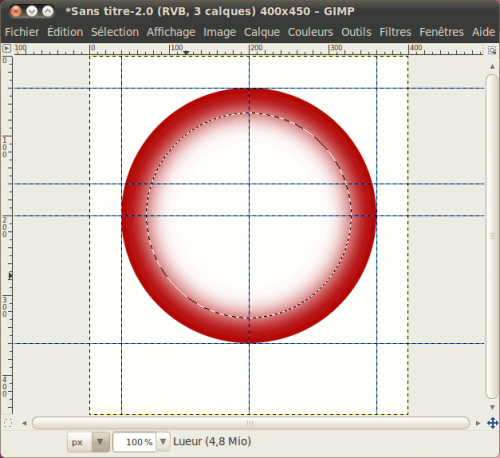 *Sans titre-2.0 (RVB, 3 calques) 400x450 – GIMP
Fichier Édition Sélection Affichage Image Calque Couleurs Outils Filtres Fenêtres Aide
-100 0 100 200 300 400
0
100
200
300
400
px 100 % Lueur (4,8 Mio)